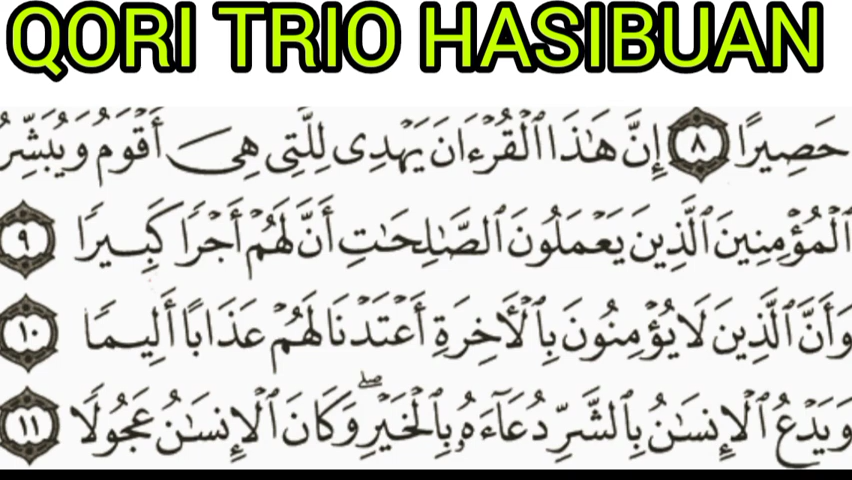 QORI TRIO HASIBUAN
حَصِيرًا ٨ إِنَّ هَٰذَا ٱلْقُرْءَانَ يَهْدِى لِلَّتِى هِىَ أَقْوَمُ وَيُبَشِّرُ
ٱلْمُؤْمِنِينَ ٱلَّذِينَ يَعْمَلُونَ ٱلصَّٰلِحَٰتِ أَنَّ لَهُمْ أَجْرًا كَبِيرًا ٩
وَأَنَّ ٱلَّذِينَ لَا يُؤْمِنُونَ بِٱلْأَخِرَةِ أَعْتَدْنَا لَهُمْ عَذَابًا أَلِيمًا ١٠
وَيَدْعُ ٱلْإِنسَٰنُ بِٱلشَّرِّ دُعَآءَهُۥ بِٱلْخَيْرِ ۖ وَكَانَ ٱلْإِنسَٰنُ عَجُولًا ١١